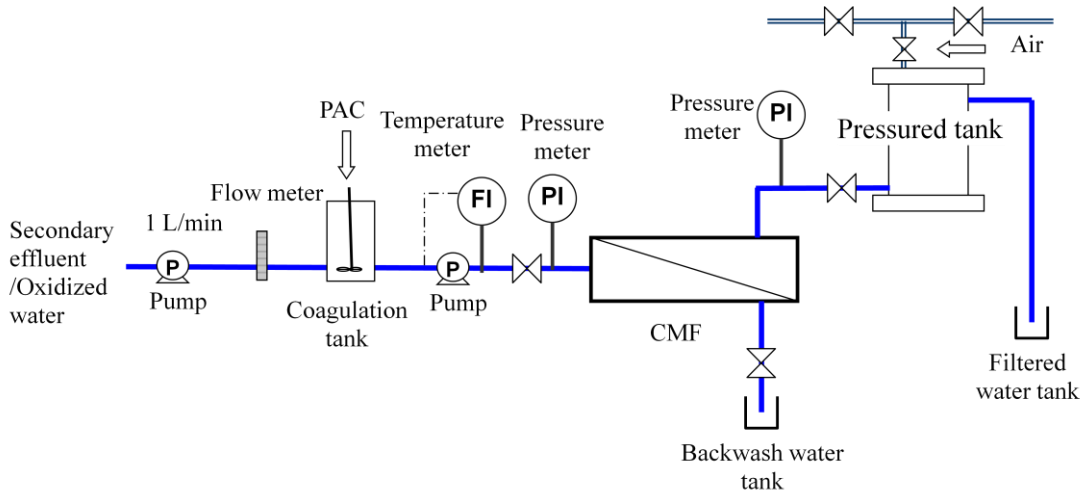 Air
PAC
Temperature
meter
Pressure
meter
Pressure
meter
PI
Pressured tank
Flow meter
FI
PI
1 L/min
Secondary
effluent
/Oxidized
water
P
Pump
P
Pump
Coagulation
tank
CMF
Filtered
water tank
Backwash water
tank